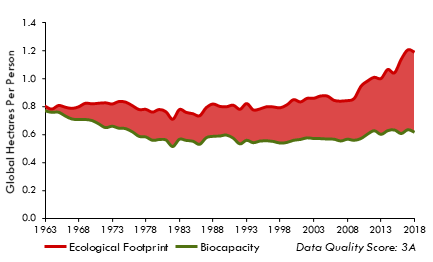 Global Hectares Per Person
1.4
1.2
1.0
0.8
0.6
0.4
0.2
0.0
1963 1968 1973 1978 1983 1988 1993 1998 2003 2008 2013 2018
Ecological Footprint Biocapacity Data Quality Score: 3A